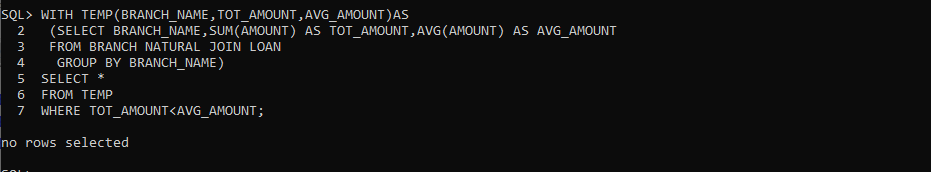 SQL> WITH TEMP(BRANCH_NAME,TOT_AMOUNT,AVG_AMOUNT)AS
  2   (SELECT BRANCH_NAME,SUM(AMOUNT) AS TOT_AMOUNT,AVG(AMOUNT) AS AVG_AMOUNT
  3   FROM BRANCH NATURAL JOIN LOAN
  4    GROUP BY BRANCH_NAME)
  5  SELECT *
  6  FROM TEMP
  7  WHERE TOT_AMOUNT<AVG_AMOUNT;
no rows selected